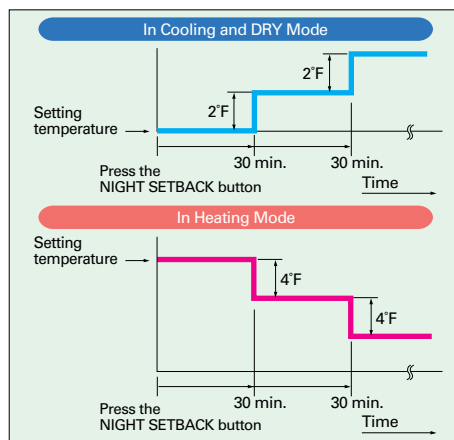 In Cooling and DRY Mode
2°F
2°F
Setting
temperature
30 min.
30 min.
Press the
NIGHT SETBACK button
Time
In Heating Mode
Setting
temperature
4°F
4°F
30 min.
30 min.
Press the
NIGHT SETBACK button
Time